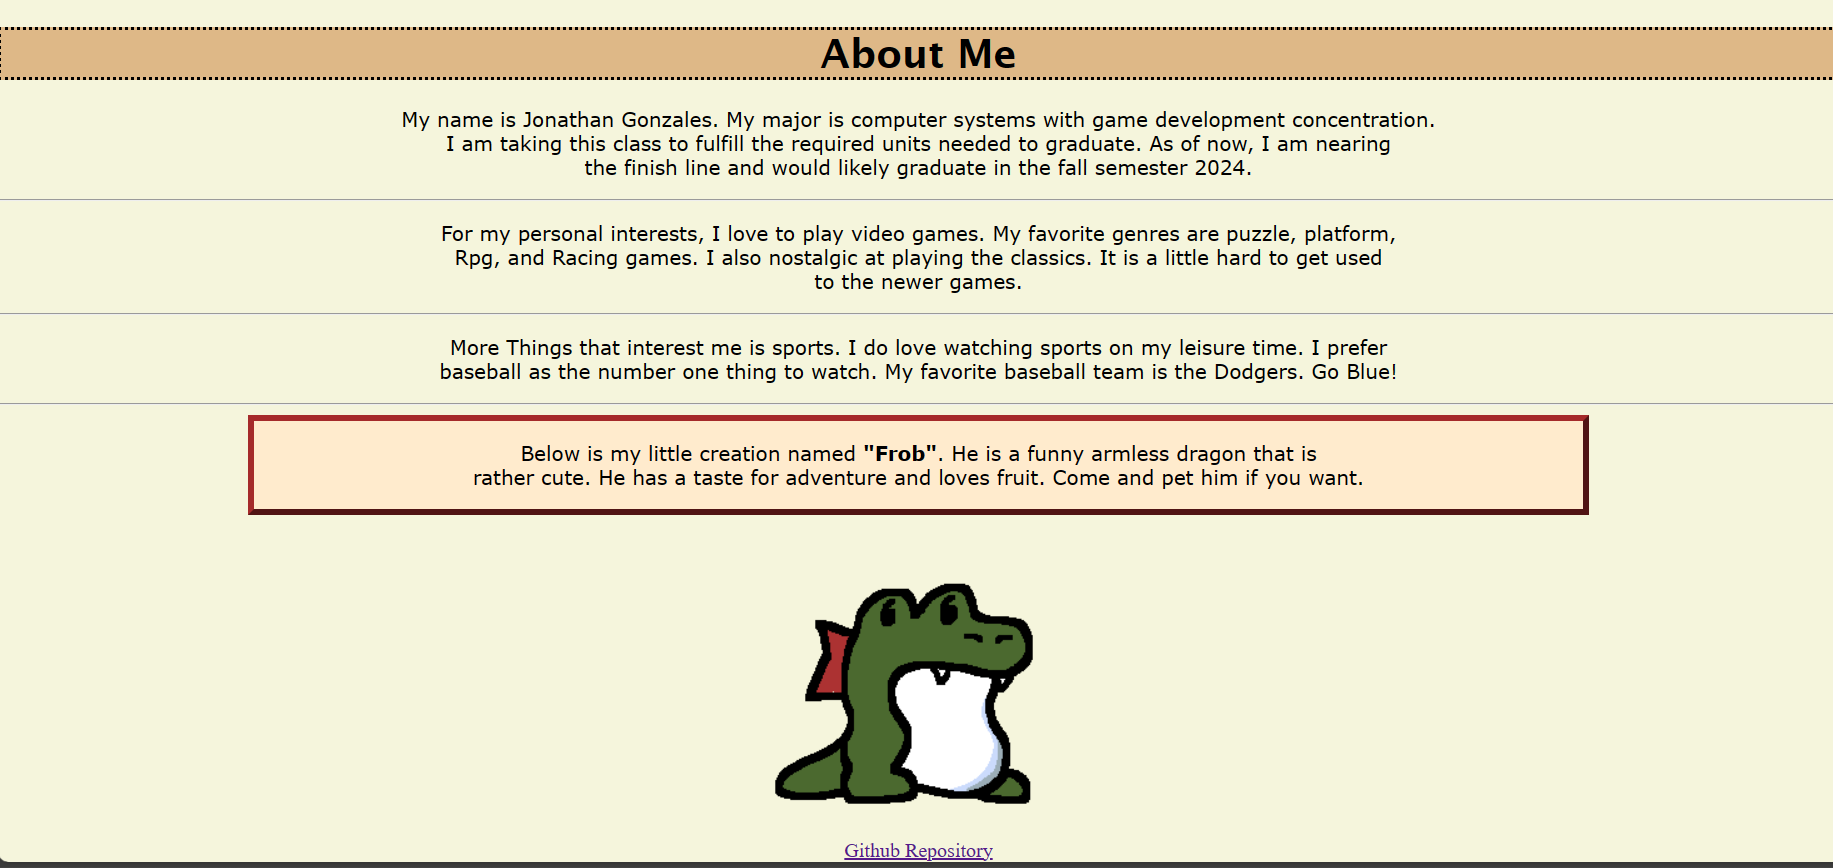 About Me
My name is Jonathan Gonzales. My major is computer systems with game development concentration.
I am taking this class to fulfill the required units needed to graduate. As of now, I am nearing
the finish line and would likely graduate in the fall semester 2024.
For my personal interests, I love to play video games. My favorite genres are puzzle, platform,
Rpg, and Racing games. I also nostalgic at playing the classics. It is a little hard to get used
to the newer games.
More Things that interest me is sports. I do love watching sports on my leisure time. I prefer
baseball as the number one thing to watch. My favorite baseball team is the Dodgers. Go Blue!
Below is my little creation named "Frob". He is a funny armless dragon that is
rather cute. He has a taste for adventure and loves fruit. Come and pet him if you want.
Github Repository